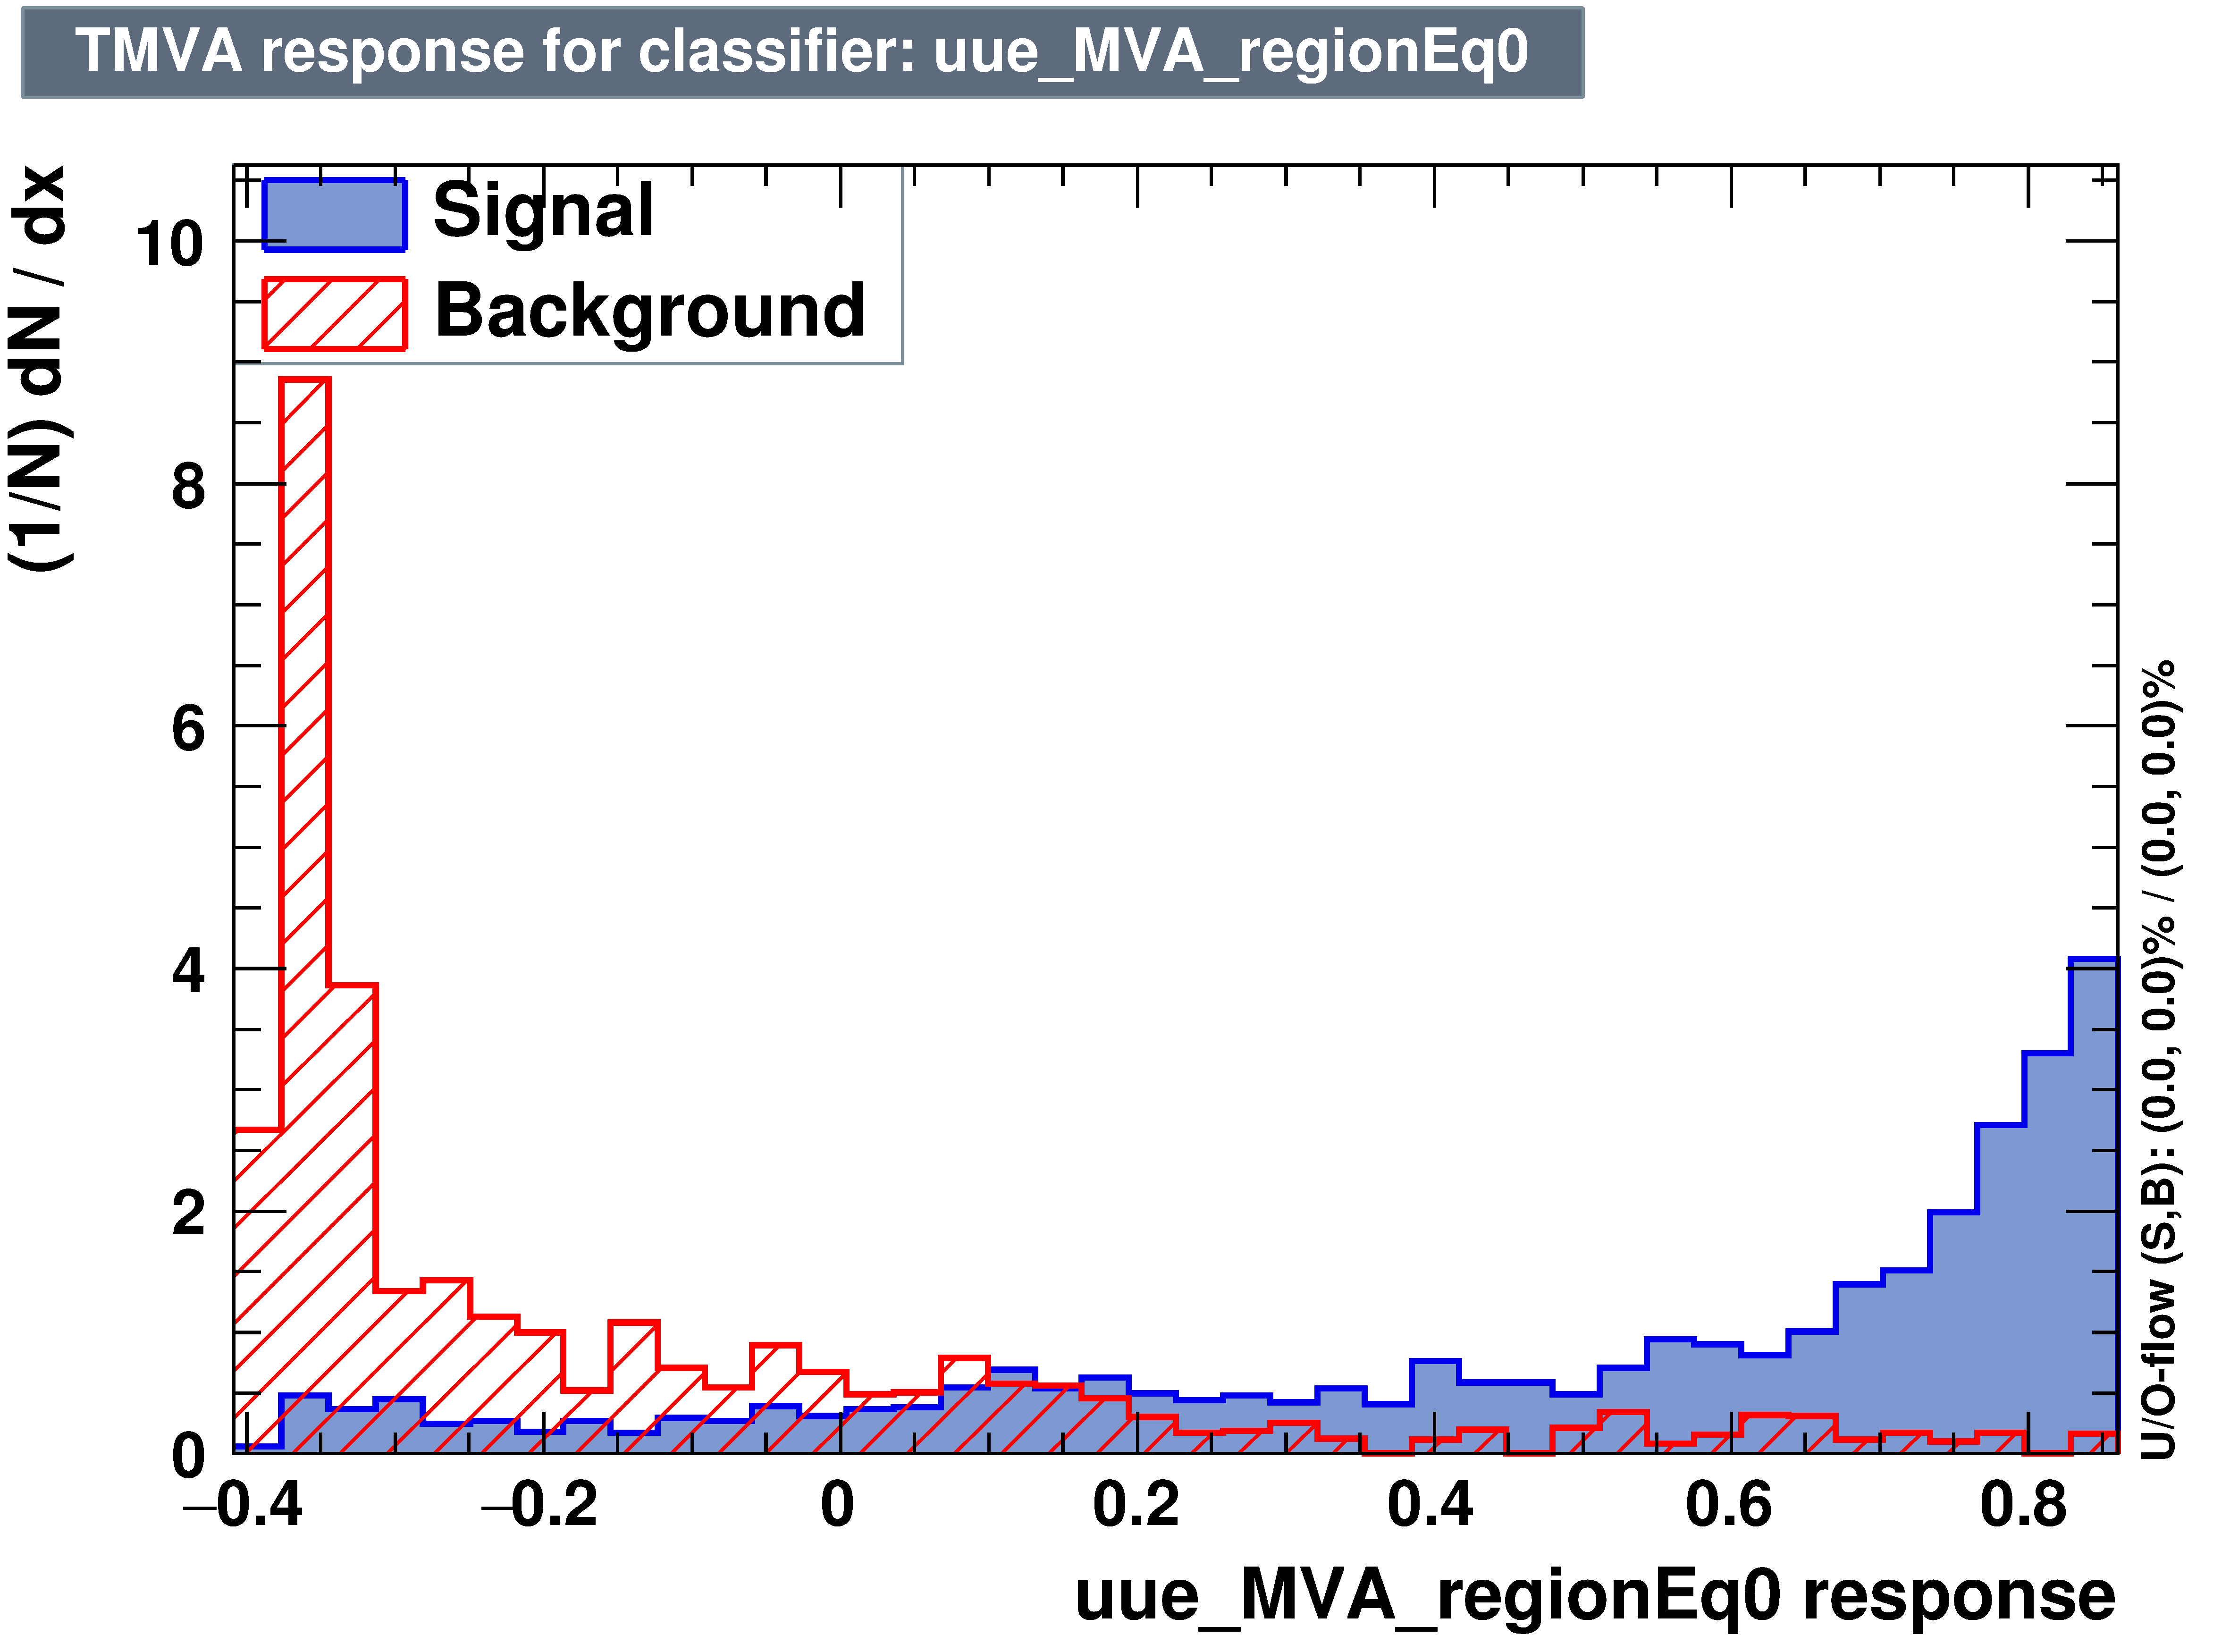 TMVA response for classifier: uue_MVA_regionEq0
(1/N) dN / dx
Signal
Background
10
8
6
4
2
0
−0.4 −0.2 0 0.2 0.4 0.6 0.8
uue_MVA_regionEq0 response
U/O-flow (S,B): (0.0, 0.0)% / (0.0, 0.0)%